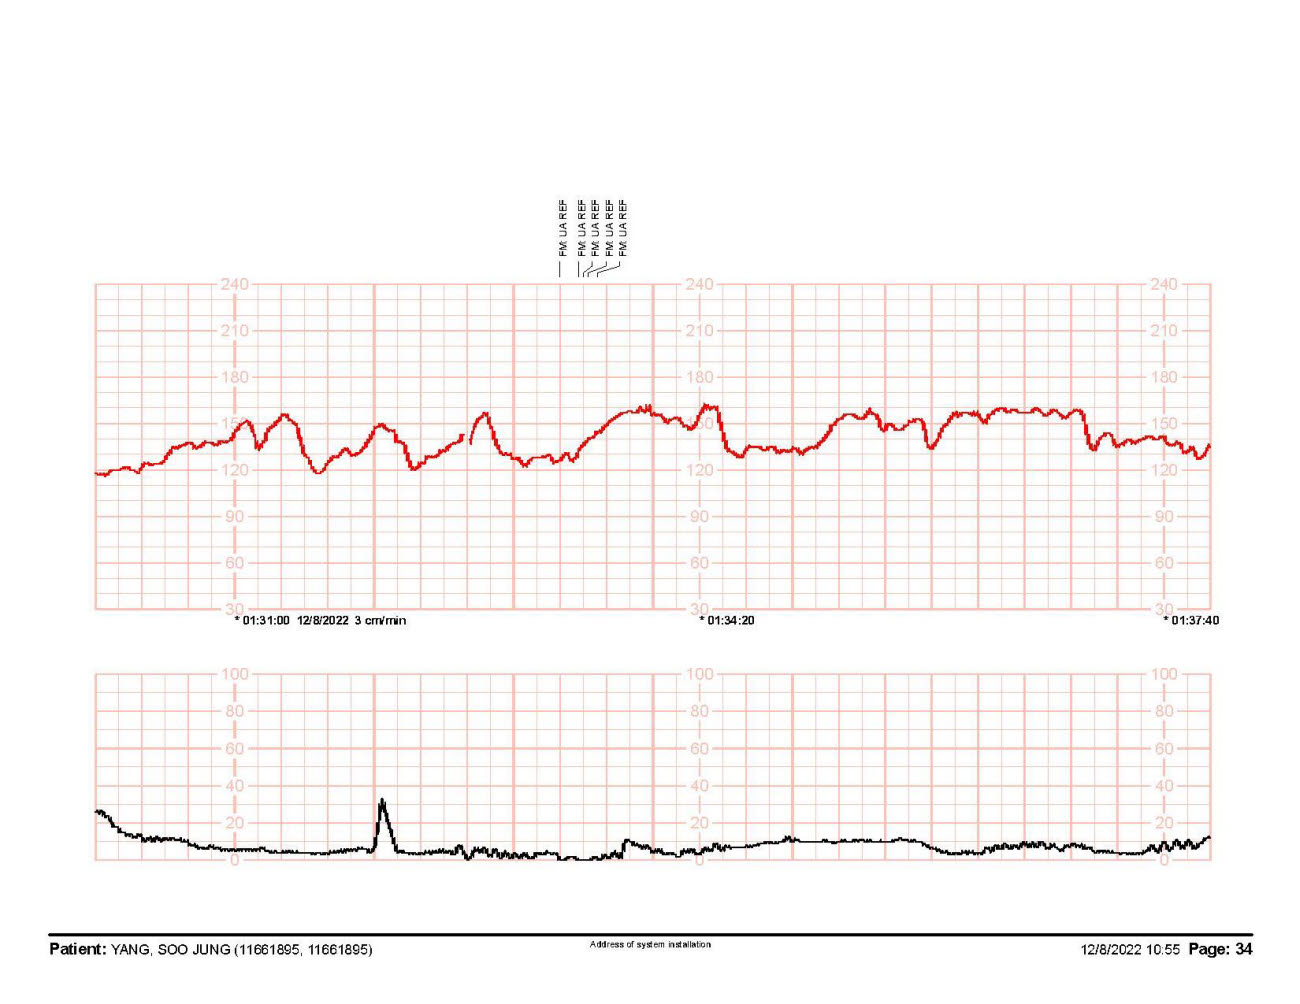 FM: UA REF
FM: UA REF
FM: UA REF
FM: UA REF
FM: UA REF
240 240 240
210 210 210
180 180 180
150 150 150
120 120 120
90 90 90
60 60 60
30 30 30
* 01:31:00 12/8/2022 3 cm/min * 01:34:20 * 01:37:40
100 100 100
80 80 80
60 60 60
40 40 40
20 20 20
0 0 0
Patient: YANG, SOO JUNG (11661895, 11661895) Address of system installation 12/8/2022 10:55 Page: 34